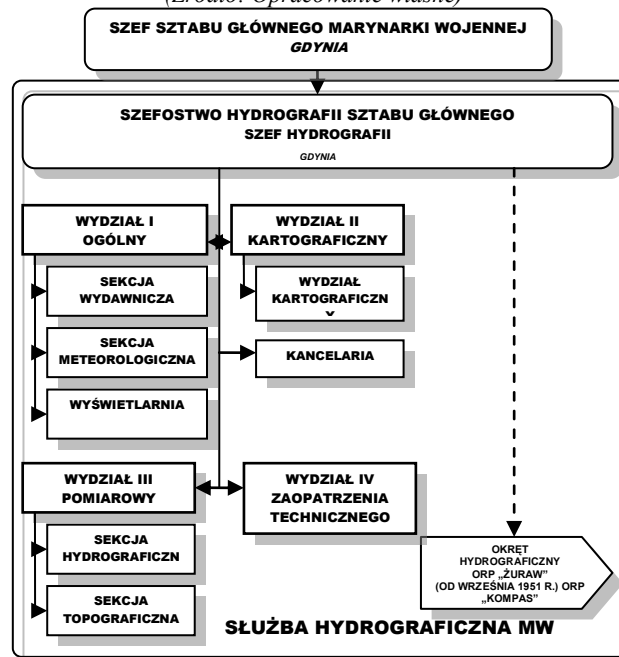 (Źródło: Opracowanie własne)
SZEF SZTABU GŁÓWNEGO MARYNARKI WOJENNEJ
GDYNIA
SZEFOSTWO HYDROGRAFII SZTABU GŁÓWNEGO
SZEF HYDROGRAFII
GDYNIA
WYDZIAŁ I
OGÓLNY
WYDZIAŁ II
KARTOGRAFICZNY
SEKCJA
WYDAWNICZA
WYDZIAŁ
KARTOGRAFICZN
Y
SEKCJA
METEOROLOGICZNA
KANCELARIA
WYŚWIETLARNIA
WYDZIAŁ III
POMIAROWY
WYDZIAŁ IV
ZAOPATRZENIA
TECHNICZNEGO
SEKCJA
HYDROGRAFICZN
SEKCJA
TOPOGRAFICZNA
OKRĘT
HYDROGRAFICZNY
ORP „ŻURAW”
(OD WRZEŚNIA 1951 R.) ORP
„KOMPAS”
SŁUŻBA HYDROGRAFICZNA MW